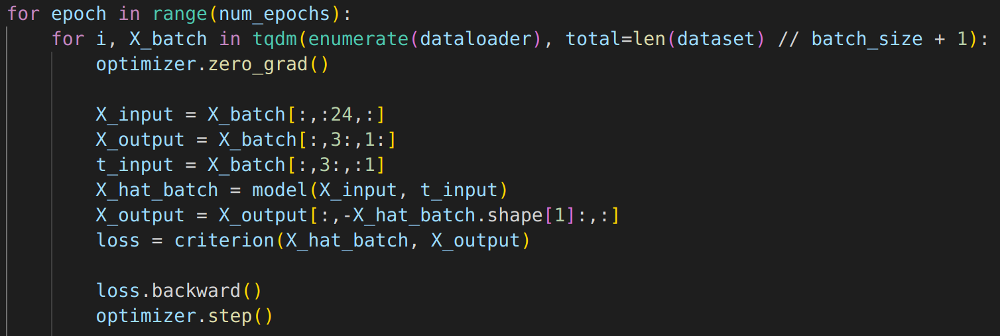 for epoch in range(num_epochs):
    for i, X_batch in tqdm(enumerate(dataloader), total=len(dataset) // batch_size + 1):
        optimizer.zero_grad()

        X_input = X_batch[:,:24,:]
        X_output = X_batch[:,3:,1:]
        t_input = X_batch[:,3:,:1]
        X_hat_batch = model(X_input, t_input)
        X_output = X_output[:,-X_hat_batch.shape[1]:,:]
        loss = criterion(X_hat_batch, X_output)

        loss.backward()
        optimizer.step()